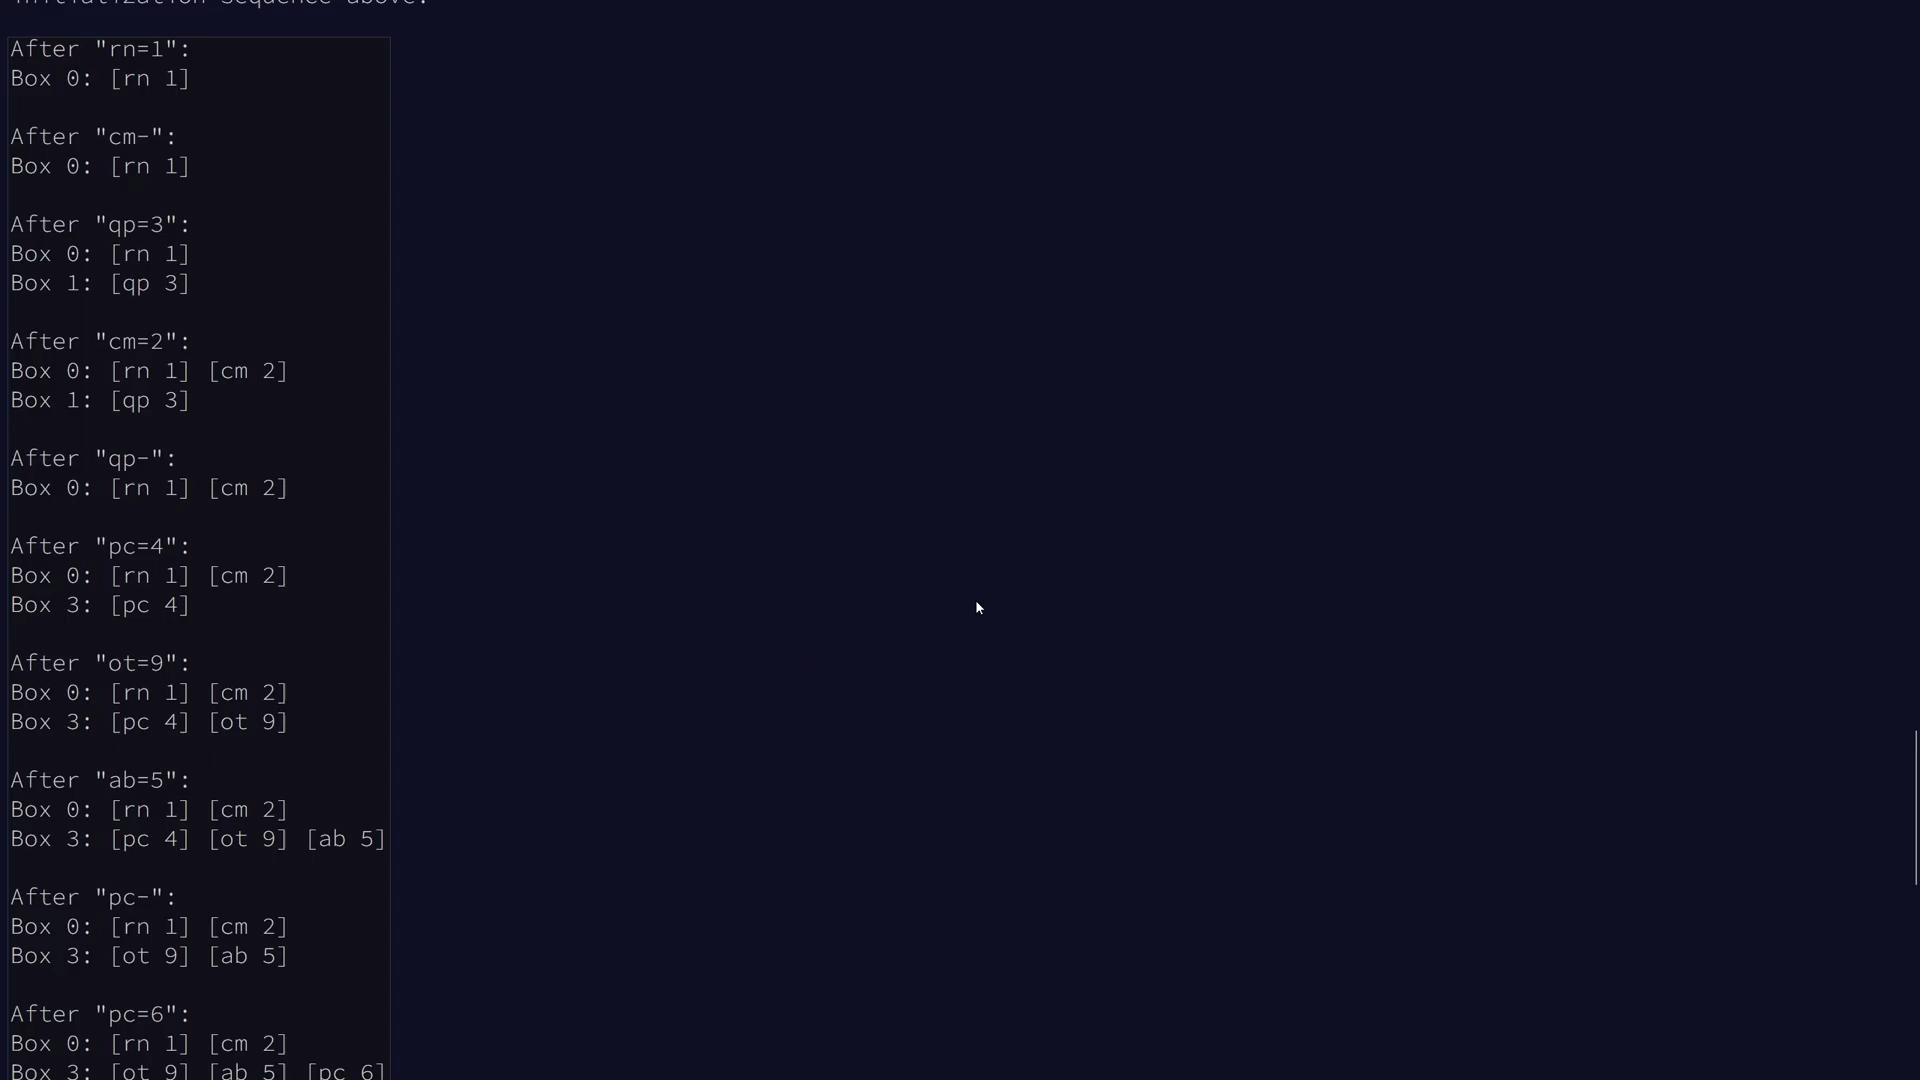 initialization sequence above:
After "rn=1":
Box 0: [rn 1]
After "cm-":
Box 0: [rn 1]
After "qp=3":
Box 0: [rn 1]
Box 1: [qp 3]
After "cm=2":
Box 0: [rn 1] [cm 2]
Box 1: [qp 3]
After "qp-":
Box 0: [rn 1] [cm 2]
After "pc=4":
Box 0: [rn 1] [cm 2]
Box 3: [pc 4]
After "ot=9":
Box 0: [rn 1] [cm 2]
Box 3: [pc 4] [ot 9]
After "ab=5":
Box 0: [rn 1] [cm 2]
Box 3: [pc 4] [ot 9] [ab 5]
After "pc-":
Box 0: [rn 1] [cm 2]
Box 3: [ot 9] [ab 5]
After "pc=6":
Box 0: [rn 1] [cm 2]
Box 3: [ot 9] [ab 5] [pc 6]